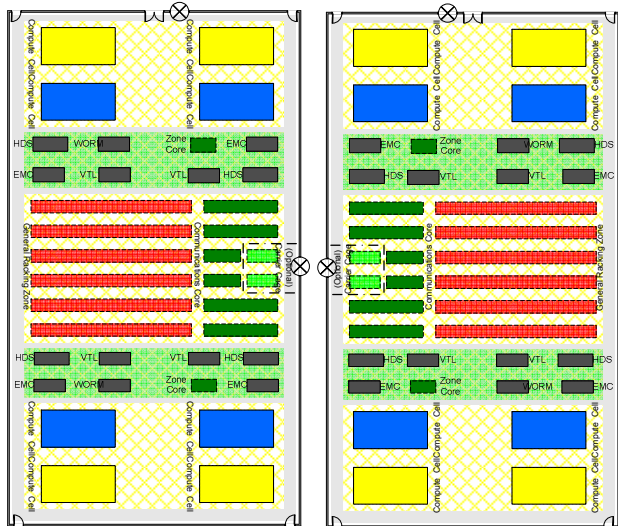 Compute Cell
Compute Cell
Compute Cell
Compute Cell
HDS
WORM
Zone
Core
EMC
EMC
VTL
VTL
HDS
General Racking Zone
Communications Core
Carrier Cage
(Optional)
HDS
VTL
VTL
HDS
EMC
WORM
Zone
Core
EMC
Compute Cell
Compute Cell
Compute Cell
Compute Cell
Compute Cell
Compute Cell
Compute Cell
Compute Cell
EMC
Zone
Core
WORM
HDS
HDS
VTL
VTL
EMC
(Optional)
Carrier Cage
Communications Core
General Racking Zone
HDS
VTL
VTL
HDS
EMC
Zone
Core
WORM
EMC
Compute Cell
Compute Cell
Compute Cell
Compute Cell